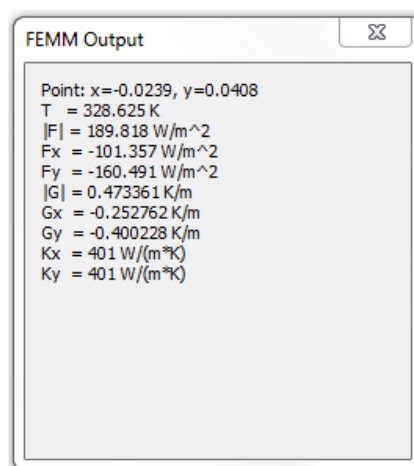 FEMM Output
Point: x=-0.0239, y=0.0408
T = 328.625 K
|F| = 189.818 W/m^2
Fx = -101.357 W/m^2
Fy = -160.491 W/m^2
|G| = 0.473361 K/m
Gx = -0.252762 K/m
Gy = -0.400228 K/m
Kx = 401 W/(m*K)
Ky = 401 W/(m*K)